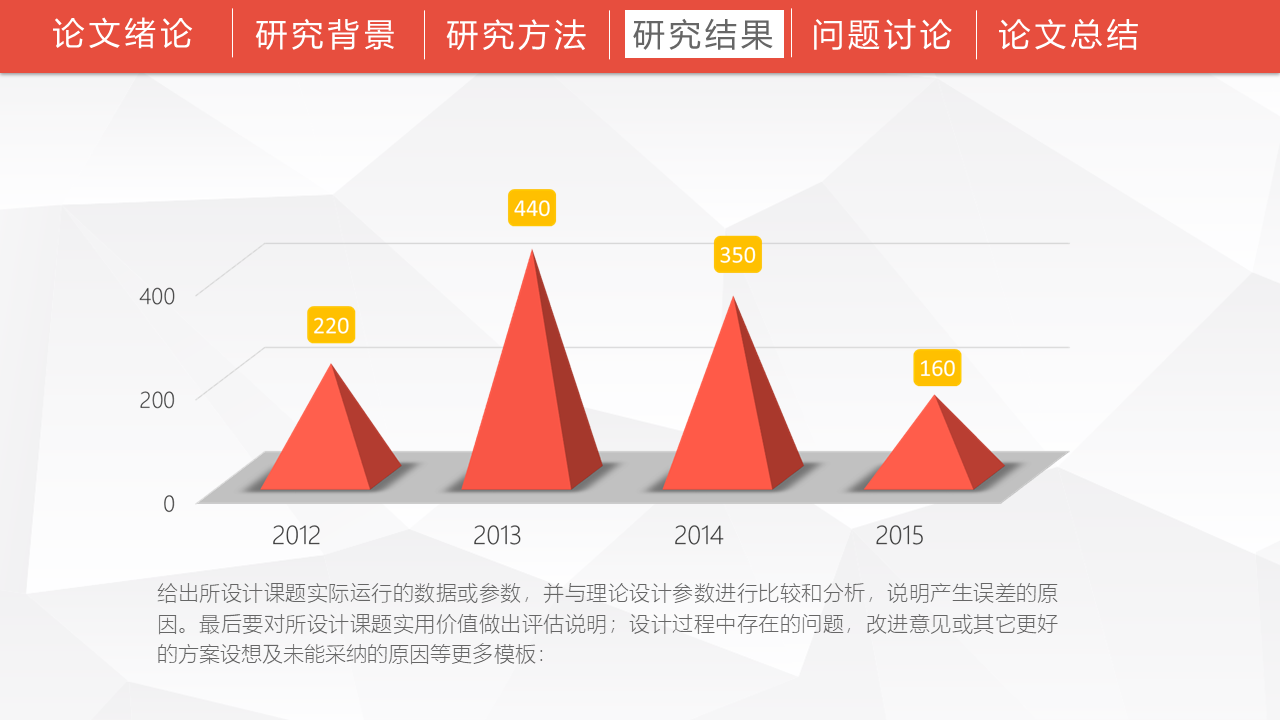 论文绪论 研究背景 研究方法 研究结果 问题讨论 论文总结
440
350
400
220
160
200
0
2012 2013 2014 2015
给出所设计课题实际运行的数据或参数，并与理论设计参数进行比较和分析，说明产生误差的原
因。最后要对所设计课题实用价值做出评估说明；设计过程中存在的问题，改进意见或其它更好
的方案设想及未能采纳的原因等更多模板：